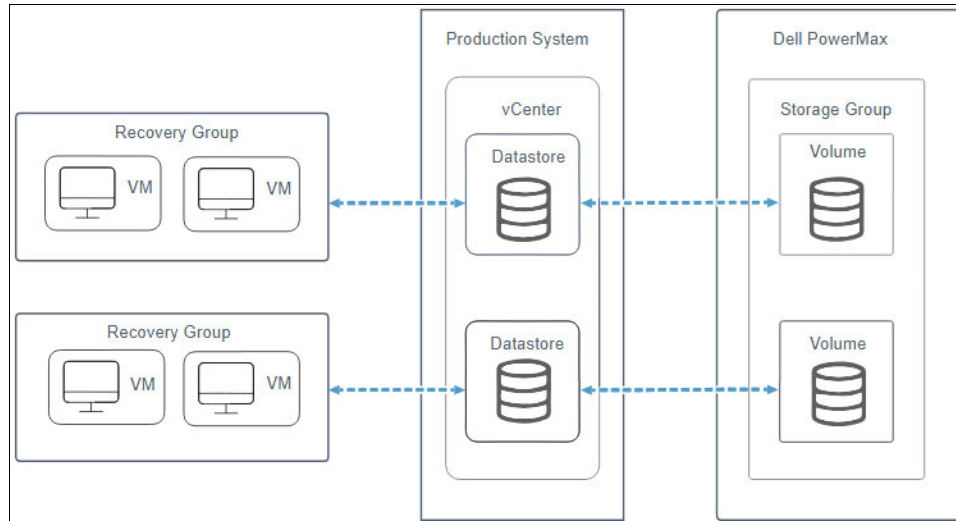 Production System
Dell PowerMax
vCenter
Storage Group
Recovery Group
VM
VM
Datastore
Volume
Recovery Group
VM
VM
Datastore
Volume